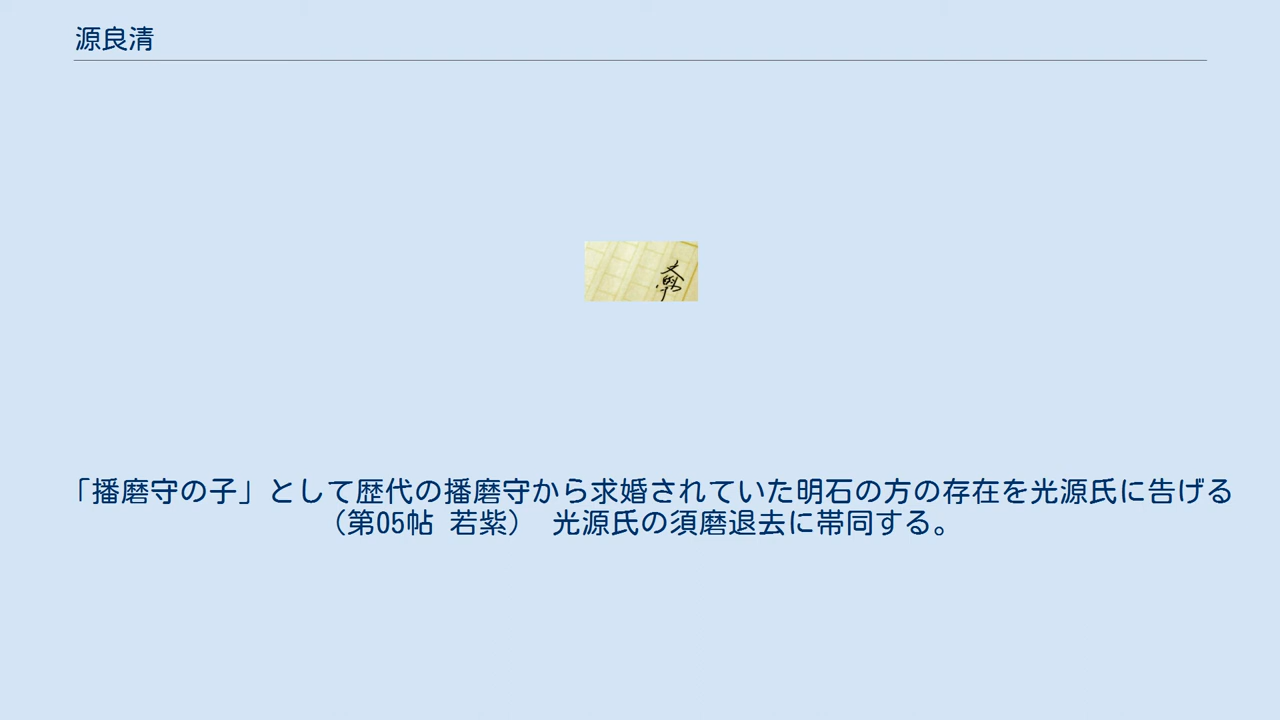 源良清
「播磨守の子」として歴代の播磨守から求婚されていた明石の方の存在を光源氏に告げる
（第05帖 若紫） 光源氏の須磨退去に帯同する。